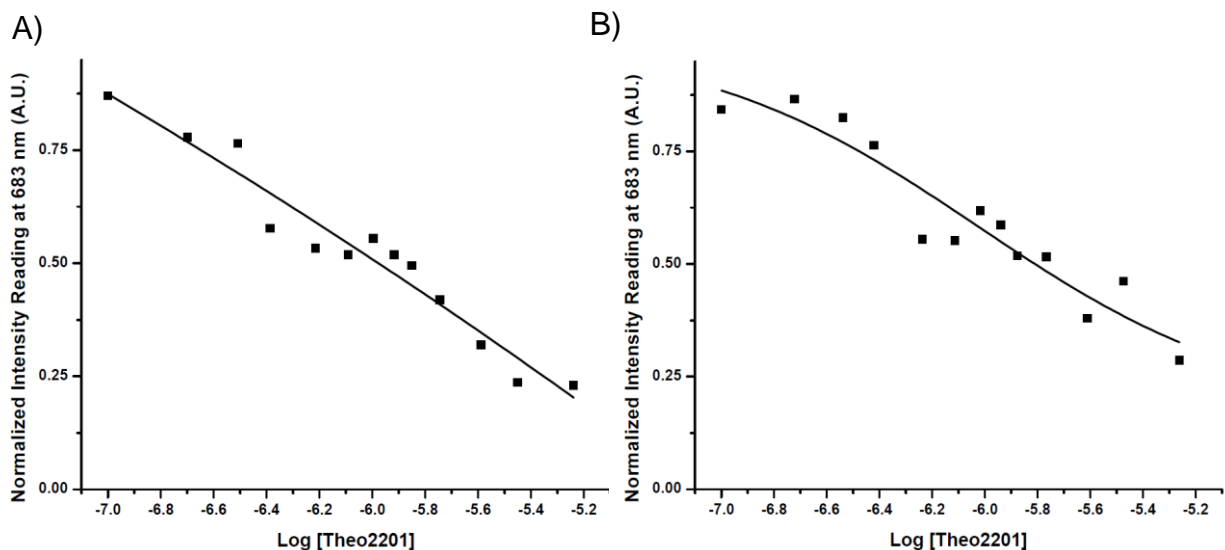 A)
Normalized Intensity Reading at 683 nm (A.U.)
0.75
0.50
0.25
0.00
-7.0 -6.8 -6.6 -6.4 -6.2 -6.0 -5.8 -5.6 -5.4 -5.2
Log [Theo2201]
B)
Normalized Intensity Reading at 683 nm (A.U.)
0.75
0.50
0.25
0.00
-7.0 -6.8 -6.6 -6.4 -6.2 -6.0 -5.8 -5.6 -5.4 -5.2
Log [Theo2201]